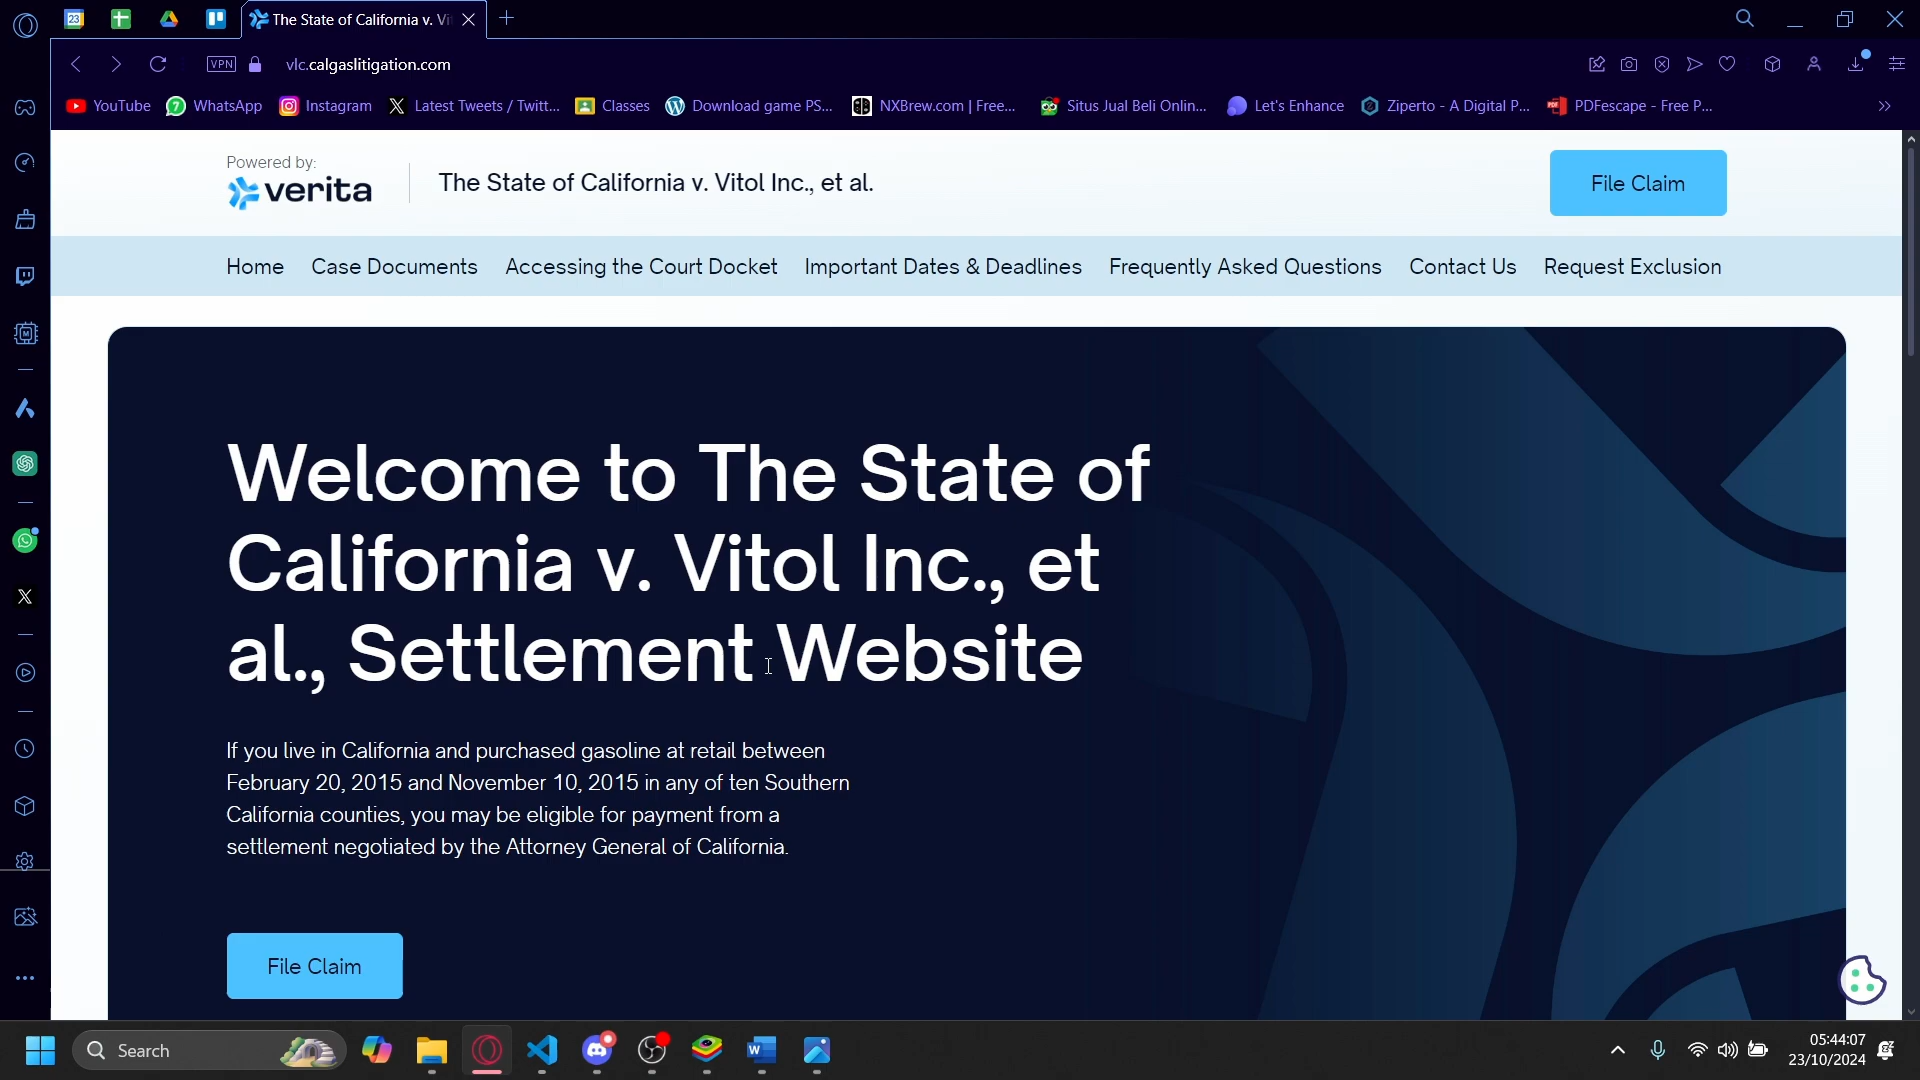 The State of California v. Vit
VPN
vlc.calgaslitigation.com
YouTube
WhatsApp
Instagram
Latest Tweets / Twitt...
Classes
Download game PS...
NXBrew.com | Free...
Situs Jual Beli Onlin...
Let's Enhance
Ziperto - A Digital P...
PDFescape - Free P...
Powered by:
verita
The State of California v. Vitol Inc., et al.
File Claim
Home
Case Documents
Accessing the Court Docket
Important Dates & Deadlines
Frequently Asked Questions
Contact Us
Request Exclusion
Welcome to The State of
California v. Vitol Inc., et
al., Settlement Website
If you live in California and purchased gasoline at retail between
February 20, 2015 and November 10, 2015 in any of ten Southern
California counties, you may be eligible for payment from a
settlement negotiated by the Attorney General of California.
File Claim
Search
05:44:07
23/10/2024